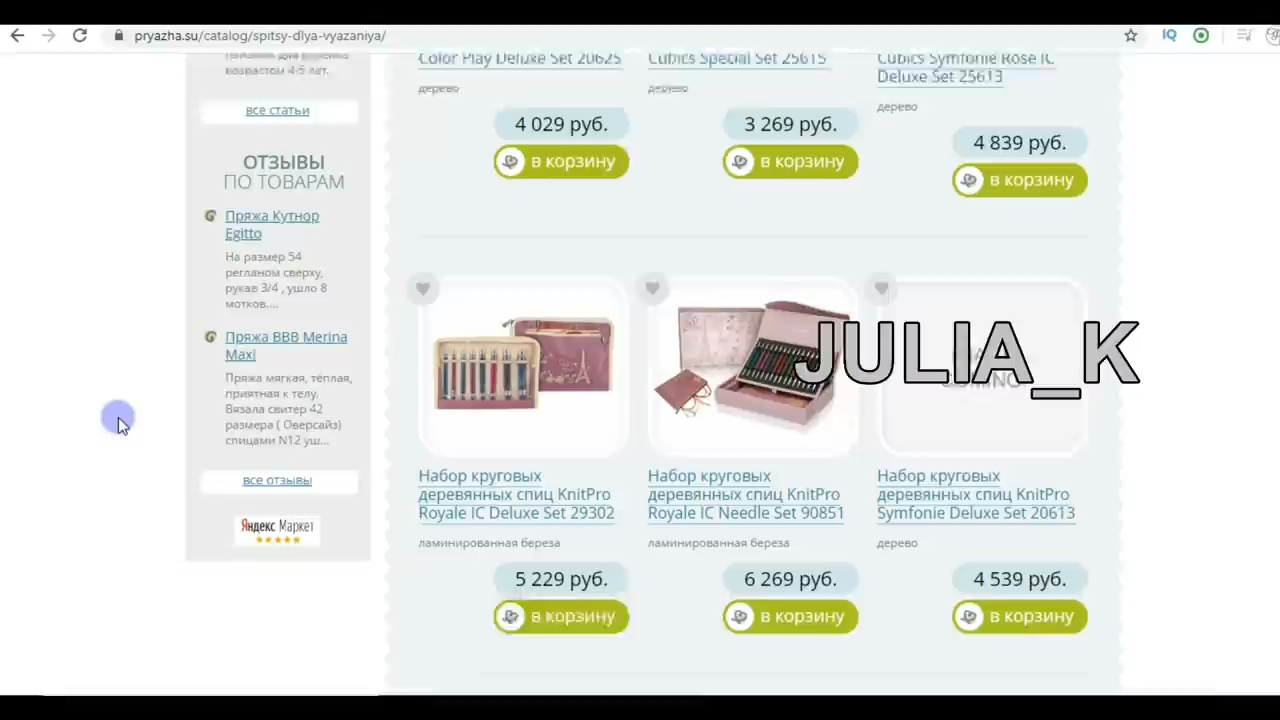 pryazha.su/catalog/spitsy-dlya-vyazaniya/
возрастом 4-5 лет.
все статьи
ОТЗЫВЫ
ПО ТОВАРАМ
Пряжа Кутнор
Egitto
На размер 54
регланом сверху,
рукав 3/4 , ушло 8
мотков....
Пряжа BBB Merina
Maxi
Пряжа мягкая, тёплая,
приятная к телу.
Вязала свитер 42
размера ( Оверсайз)
спицами N12 уш...
все отзывы
Яндекс Маркет
Color Play Deluxe Set 20625
дерево
4 029 руб.
в корзину
Cubics Special Set 25615
дерево
3 269 руб.
в корзину
Cubics Symfonie Rose IC
Deluxe Set 25613
дерево
4 839 руб.
в корзину
JULIA_K
Набор круговых
деревянных спиц KnitPro
Royale IC Deluxe Set 29302
ламинированная береза
5 229 руб.
в корзину
Набор круговых
деревянных спиц KnitPro
Royale IC Needle Set 90851
ламинированная береза
6 269 руб.
в корзину
Набор круговых
деревянных спиц KnitPro
Symfonie Deluxe Set 20613
дерево
4 539 руб.
в корзину